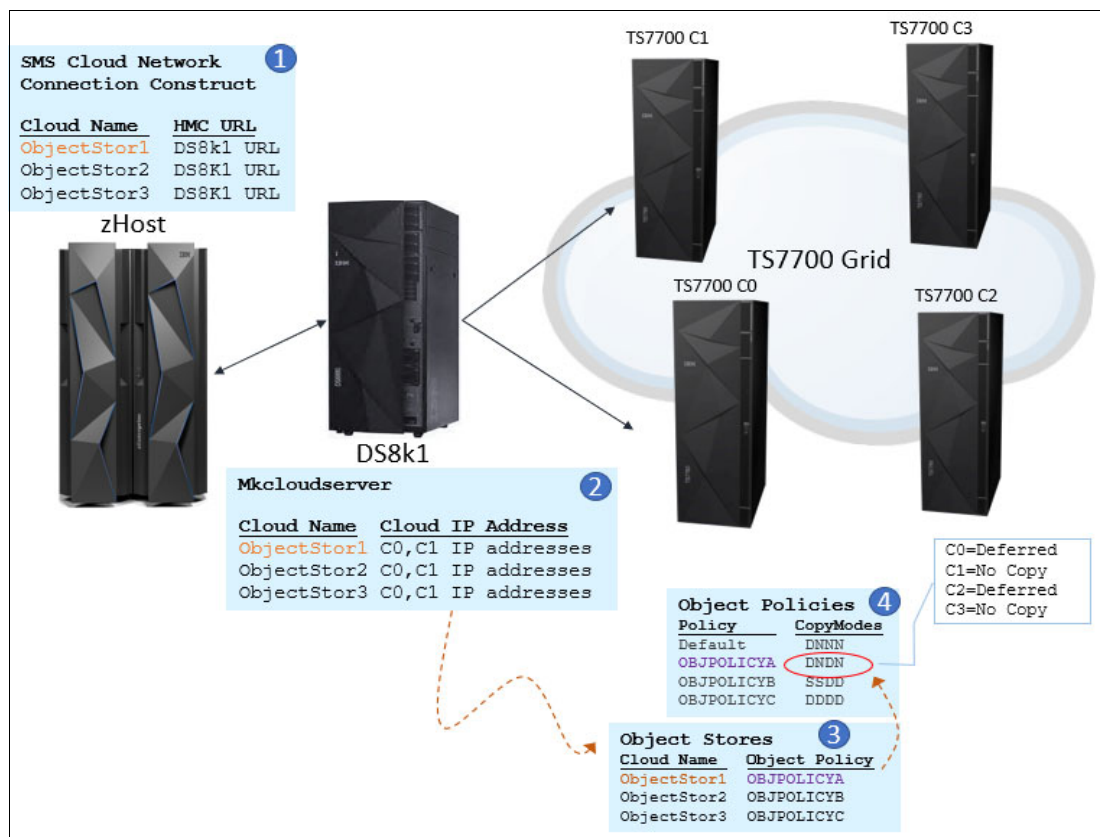 SMS Cloud Network
Connection Construct
1
Cloud Name HMC URL
ObjectStor1 DS8k1 URL
ObjectStor2 DS8K1 URL
ObjectStor3 DS8K1 URL
zHost
DS8k1
TS7700 C1
TS7700 C3
TS7700 Grid
TS7700 C0
TS7700 C2
Mkcloudserver
2
Cloud Name Cloud IP Address
ObjectStor1 C0,C1 IP addresses
ObjectStor2 C0,C1 IP addresses
ObjectStor3 C0,C1 IP addresses
C0=Deferred
C1=No Copy
C2=Deferred
C3=No Copy
Object Policies
4
Policy CopyModes
Default DNNN
OBJPOLICYA DNDN
OBJPOLICYB SSDD
OBJPOLICYC DDDD
Object Stores
3
Cloud Name Object Policy
ObjectStor1 OBJPOLICYA
ObjectStor2 OBJPOLICYB
ObjectStor3 OBJPOLICYC